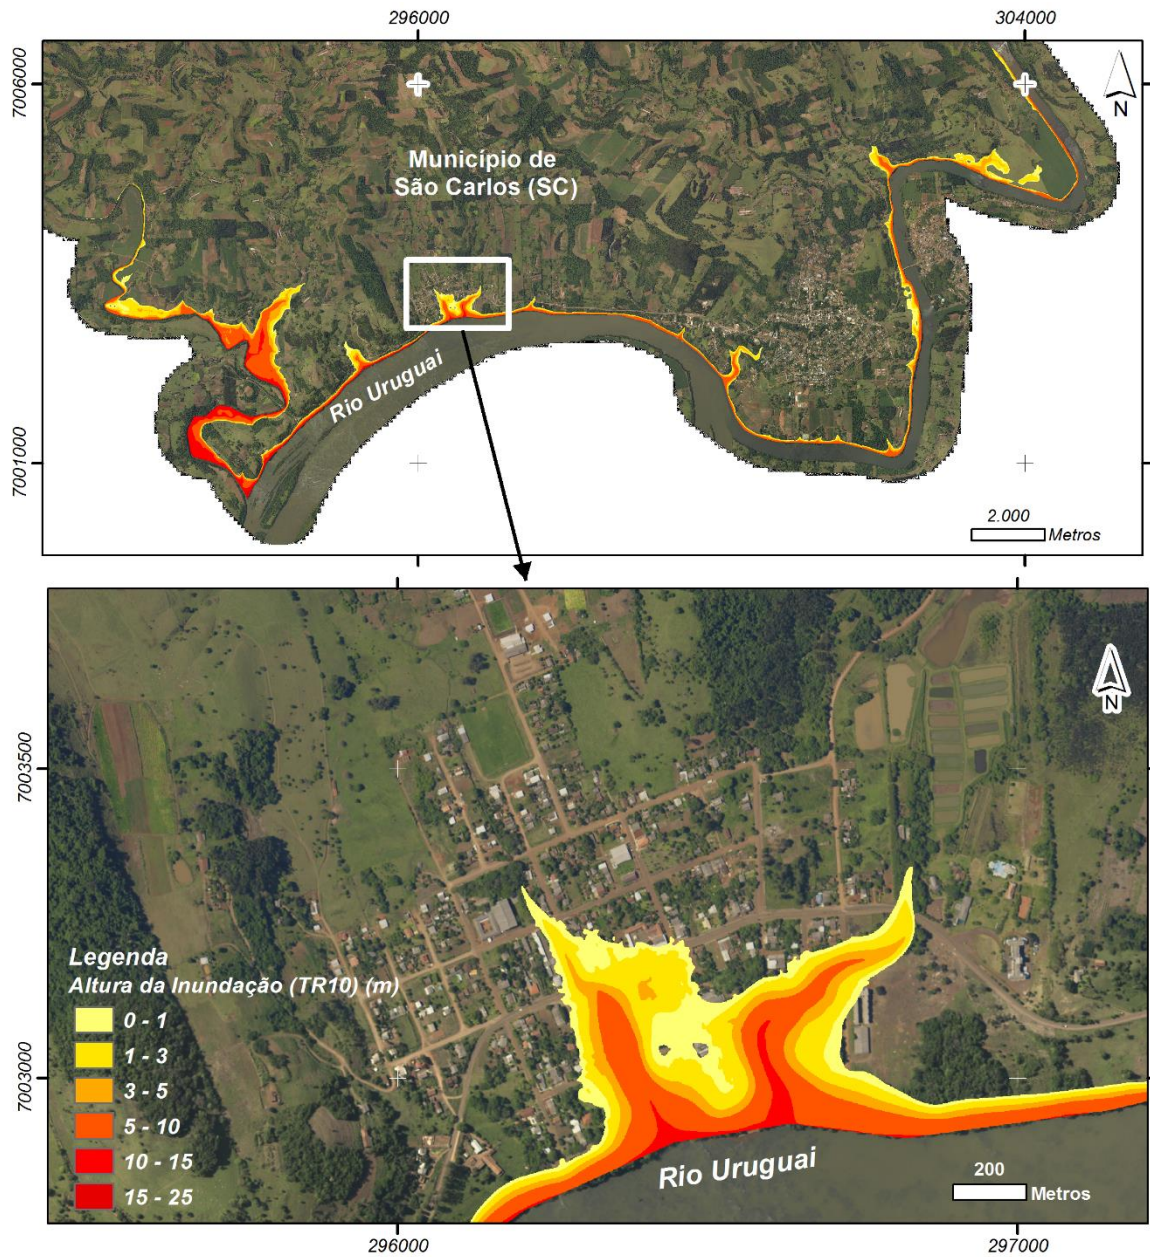 296000
304000
7006000
N
Município de
São Carlos (SC)
Rio Uruguai
7001000
2.000
Metros
N
7003500
Legenda
Altura da Inundação (TR10) (m)
0 - 1
1 - 3
3 - 5
5 - 10
10 - 15
15 - 25
7003000
Rio Uruguai
200
Metros
296000
297000